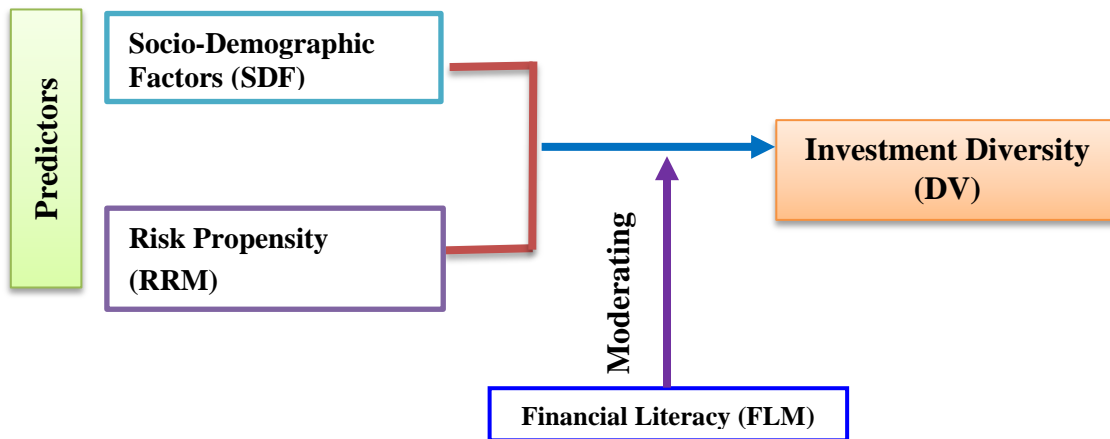 Predictors
Socio-Demographic
Factors (SDF)
Risk Propensity
(RRM)
Investment Diversity
(DV)
Moderating
Financial Literacy (FLM)